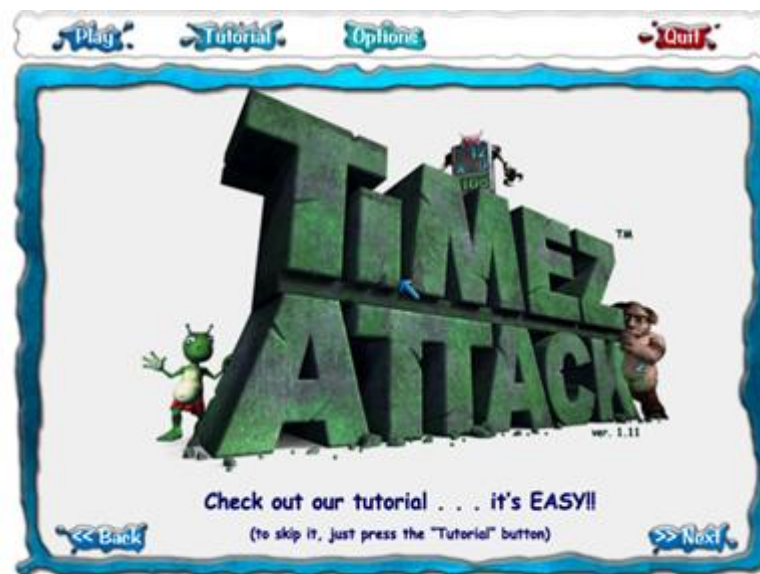 Play Tutorial Options Quit
TiMEZ
TM
ATTACK
ver. 1.11
Check out our tutorial . . . it's EASY!!
(to skip it, just press the "Tutorial" button)
<< Back >> Next